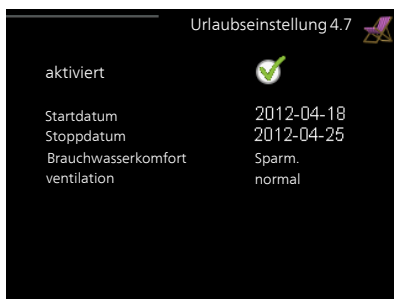 Urlaubseinstellung 4.7
aktiviert
Startdatum 2012-04-18
Stoppdatum 2012-04-25
Brauchwasserkomfort Sparm.
ventilation normal